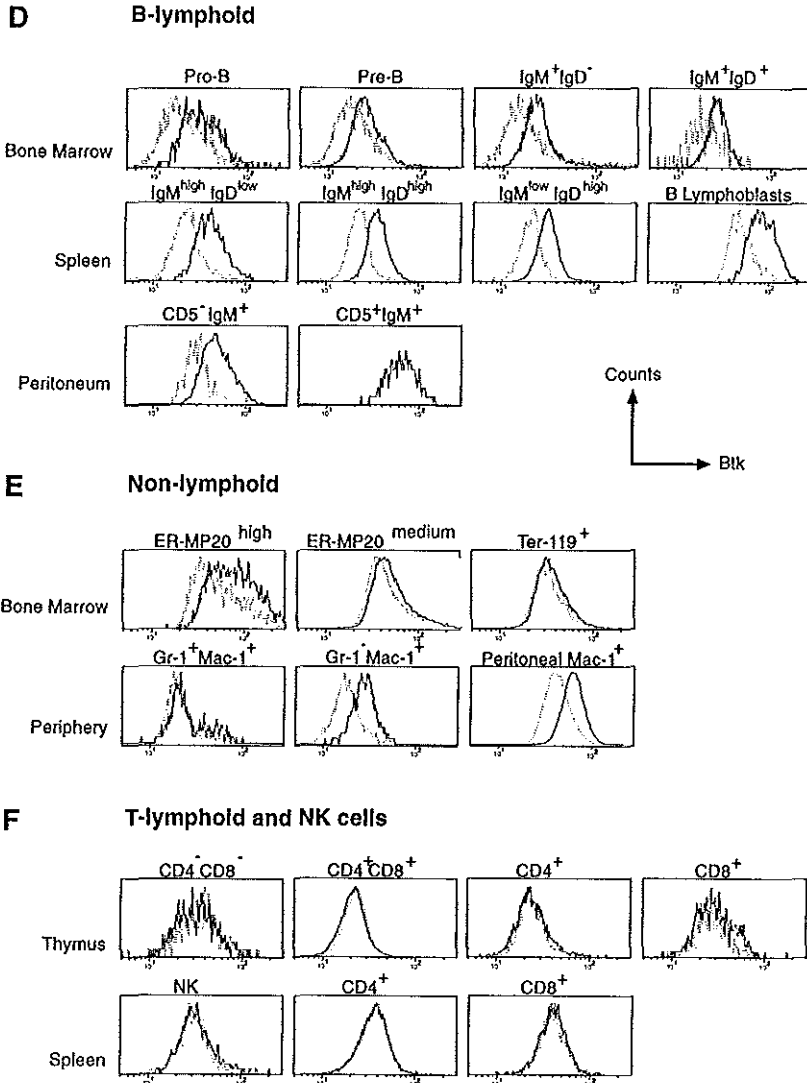 D B-lymphoid
Pro-B Pre-B IgM+IgD- IgM+IgD+
Bone Marrow
IgMhigh IgDlow IgMhigh IgDhigh IgMlow IgDhigh B Lymphoblasts
Spleen
CD5-IgM+ CD5+IgM+
Peritoneum
Counts
Btk
E Non-lymphoid
ER-MP20 high ER-MP20 medium Ter-119+
Bone Marrow
Gr-1+Mac-1+ Gr-1-Mac-1+ Peritoneal Mac-1+
Periphery
F T-lymphoid and NK cells
CD4-CD8- CD4+CD8+ CD4+ CD8+
Thymus
NK CD4+ CD8+
Spleen